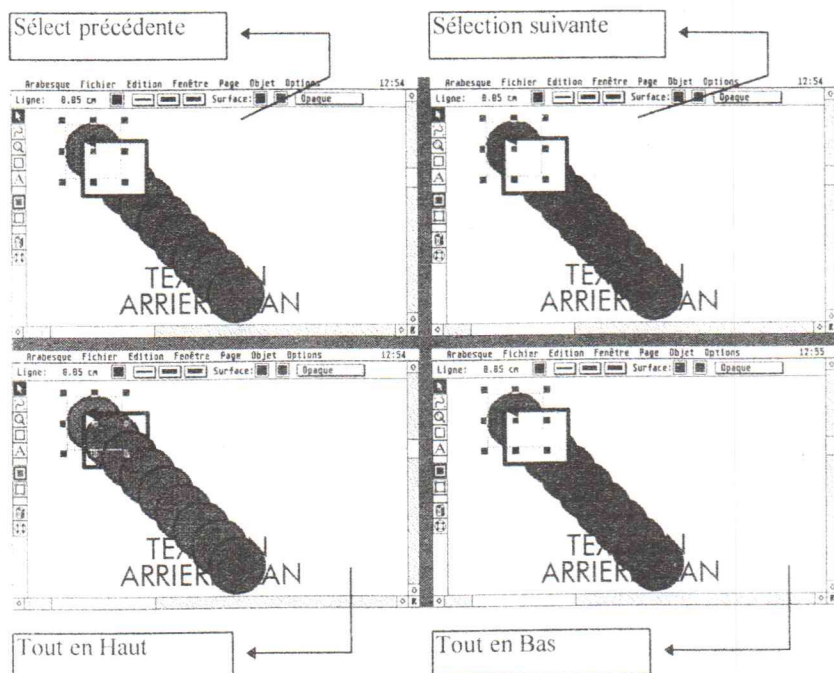 Sélect précédente
Sélection suivante
Arabesque Fichier Edition Fenêtre Page Objet Options 12:54
Ligne: 0.05 cm Surface: Opaque
A
TEX N
ARRIERE AN
Arabesque Fichier Edition Fenêtre Page Objet Options 12:54
Ligne: 0.05 cm Surface: Opaque
A
TEX N
ARRIERE AN
Arabesque Fichier Edition Fenêtre Page Objet Options 12:54
Ligne: 0.05 cm Surface: Opaque
A
TEX N
ARRIERE AN
Arabesque Fichier Edition Fenêtre Page Objet Options 12:55
Ligne: 0.05 cm Surface: Opaque
A
TEX N
ARRIERE AN
Tout en Haut
Tout en Bas